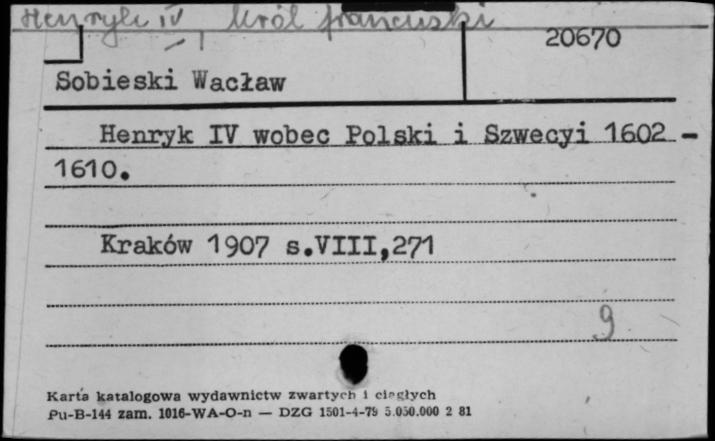 Henryk IV, król francuski
20670
Sobieski Wacław
Henryk IV wobec Polski i Szwecyi 1602-
1610.
Kraków 1907 s.VIII,271
9
Karta katalogowa wydawnictw zwartych i ciągłych
Pu-B-144 zam. 1016-WA-O-n — DZG 1501-4-79 5.050.000 2 81